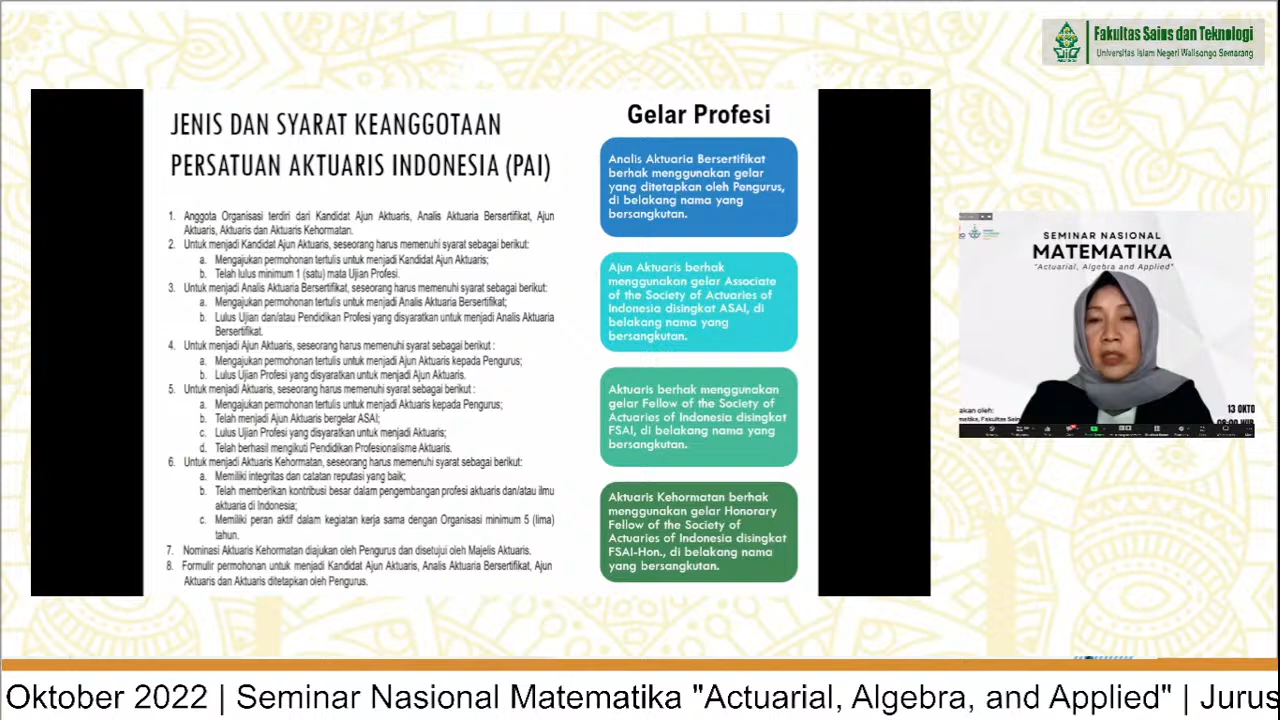 Fakultas Sains dan Teknologi
Universitas Islam Negeri Walisongo Semarang
JENIS DAN SYARAT KEANGGOTAAN
PERSATUAN AKTUARIS INDONESIA (PAI)
1. Anggota Organisasi terdiri dari Kandidat Ajun Aktuaris, Analis Aktuaria Bersertifikat, Ajun
Aktuaris, Aktuaris dan Aktuaris Kehormatan.
2. Untuk menjadi Kandidat Ajun Aktuaris, seseorang harus memenuhi syarat sebagai berikut:
a. Mengajukan permohonan tertulis untuk menjadi Kandidat Ajun Aktuaris;
b. Telah lulus minimum 1 (satu) mata Ujian Profesi.
3. Untuk menjadi Analis Aktuaria Bersertifikat, seseorang harus memenuhi syarat sebagai berikut:
a. Mengajukan permohonan tertulis untuk menjadi Analis Aktuaria Bersertifikat;
b. Lulus Ujian dan/atau Pendidikan Profesi yang disyaratkan untuk menjadi Analis Aktuaria
Bersertifikat.
4. Untuk menjadi Ajun Aktuaris, seseorang harus memenuhi syarat sebagai berikut :
a. Mengajukan permohonan tertulis untuk menjadi Ajun Aktuaris kepada Pengurus;
b. Lulus Ujian Profesi yang disyaratkan untuk menjadi Ajun Aktuaris.
5. Untuk menjadi Aktuaris, seseorang harus memenuhi syarat sebagai berikut :
a. Mengajukan permohonan tertulis untuk menjadi Aktuaris kepada Pengurus;
b. Telah menjadi Ajun Aktuaris bergelar ASAI;
c. Lulus Ujian Profesi yang disyaratkan untuk menjadi Aktuaris;
d. Telah berhasil mengikuti Pendidikan Profesionalisme Aktuaris.
6. Untuk menjadi Aktuaris Kehormatan, seseorang harus memenuhi syarat sebagai berikut:
a. Memiliki integritas dan catatan reputasi yang baik;
b. Telah memberikan kontribusi besar dalam pengembangan profesi aktuaris dan/atau ilmu
aktuaria di Indonesia;
c. Memiliki peran aktif dalam kegiatan kerja sama dengan Organisasi minimum 5 (lima)
tahun.
7. Nominasi Aktuaris Kehormatan diajukan oleh Pengurus dan disetujui oleh Majelis Aktuaris.
8. Formulir permohonan untuk menjadi Kandidat Ajun Aktuaris, Analis Aktuaria Bersertifikat, Ajun
Aktuaris dan Aktuaris ditetapkan oleh Pengurus.
Gelar Profesi
Analis Aktuaria Bersertifikat
berhak menggunakan gelar
yang ditetapkan oleh Pengurus,
di belakang nama yang
bersangkutan.
Ajun Aktuaris berhak
menggunakan gelar Associate
of the Society of Actuaries of
Indonesia disingkat ASAI, di
belakang nama yang
bersangkutan.
Aktuaris berhak menggunakan
gelar Fellow of the Society of
Actuaries of Indonesia disingkat
FSAI, di belakang nama yang
bersangkutan.
Aktuaris Kehormatan berhak
menggunakan gelar Honorary
Fellow of the Society of
Actuaries of Indonesia disingkat
FSAI-Hon., di belakang nama
yang bersangkutan.
SEMINAR NASIONAL
MATEMATIKA
"Actuarial, Algebra and Applied"
akan oleh:
matika, Fakultas Sain
13 OKTO
Oktober 2022 | Seminar Nasional Matematika "Actuarial, Algebra, and Applied" | Jurus